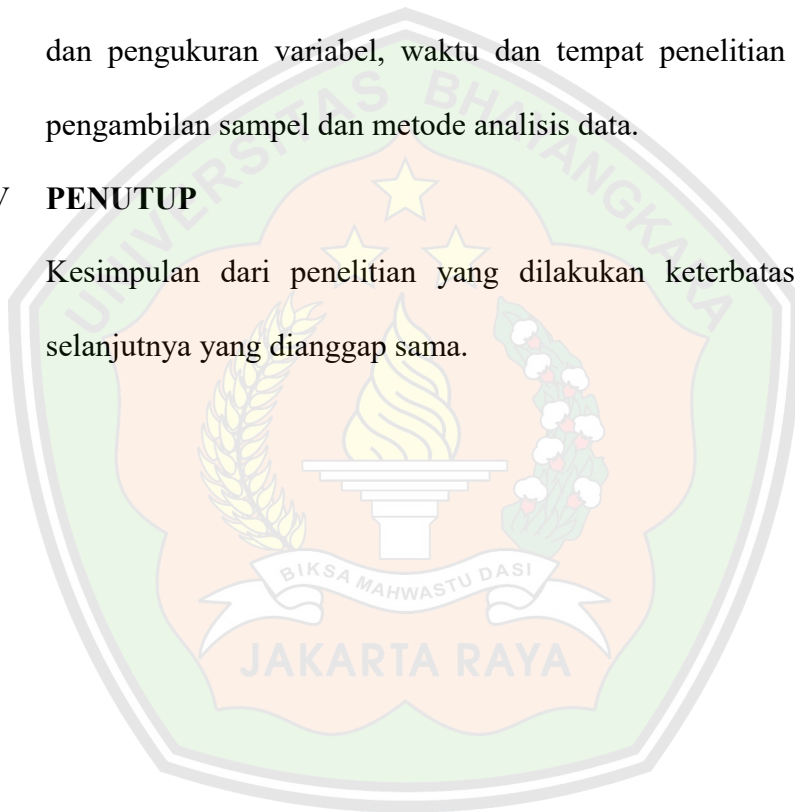 dan pengukuran variabel, waktu dan tempat penelitian
pengambilan sampel dan metode analisis data.
V PENUTUP
Kesimpulan dari penelitian yang dilakukan keterbatas
selanjutnya yang dianggap sama.
UNIVERSITAS BHAYANGKARA
BIKSA MAHWASTU DASI
JAKARTA RAYA